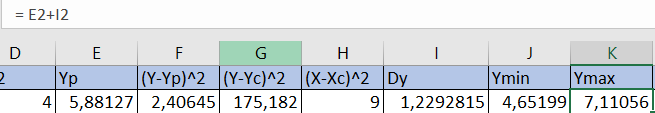 = E2+I2
D E F G H I J K
2 Yp (Y-Yp)^2 (Y-Yc)^2 (X-Xc)^2 Dy Ymin Ymax
4 5,88127 2,40645 175,182 9 1,2292815 4,65199 7,11056